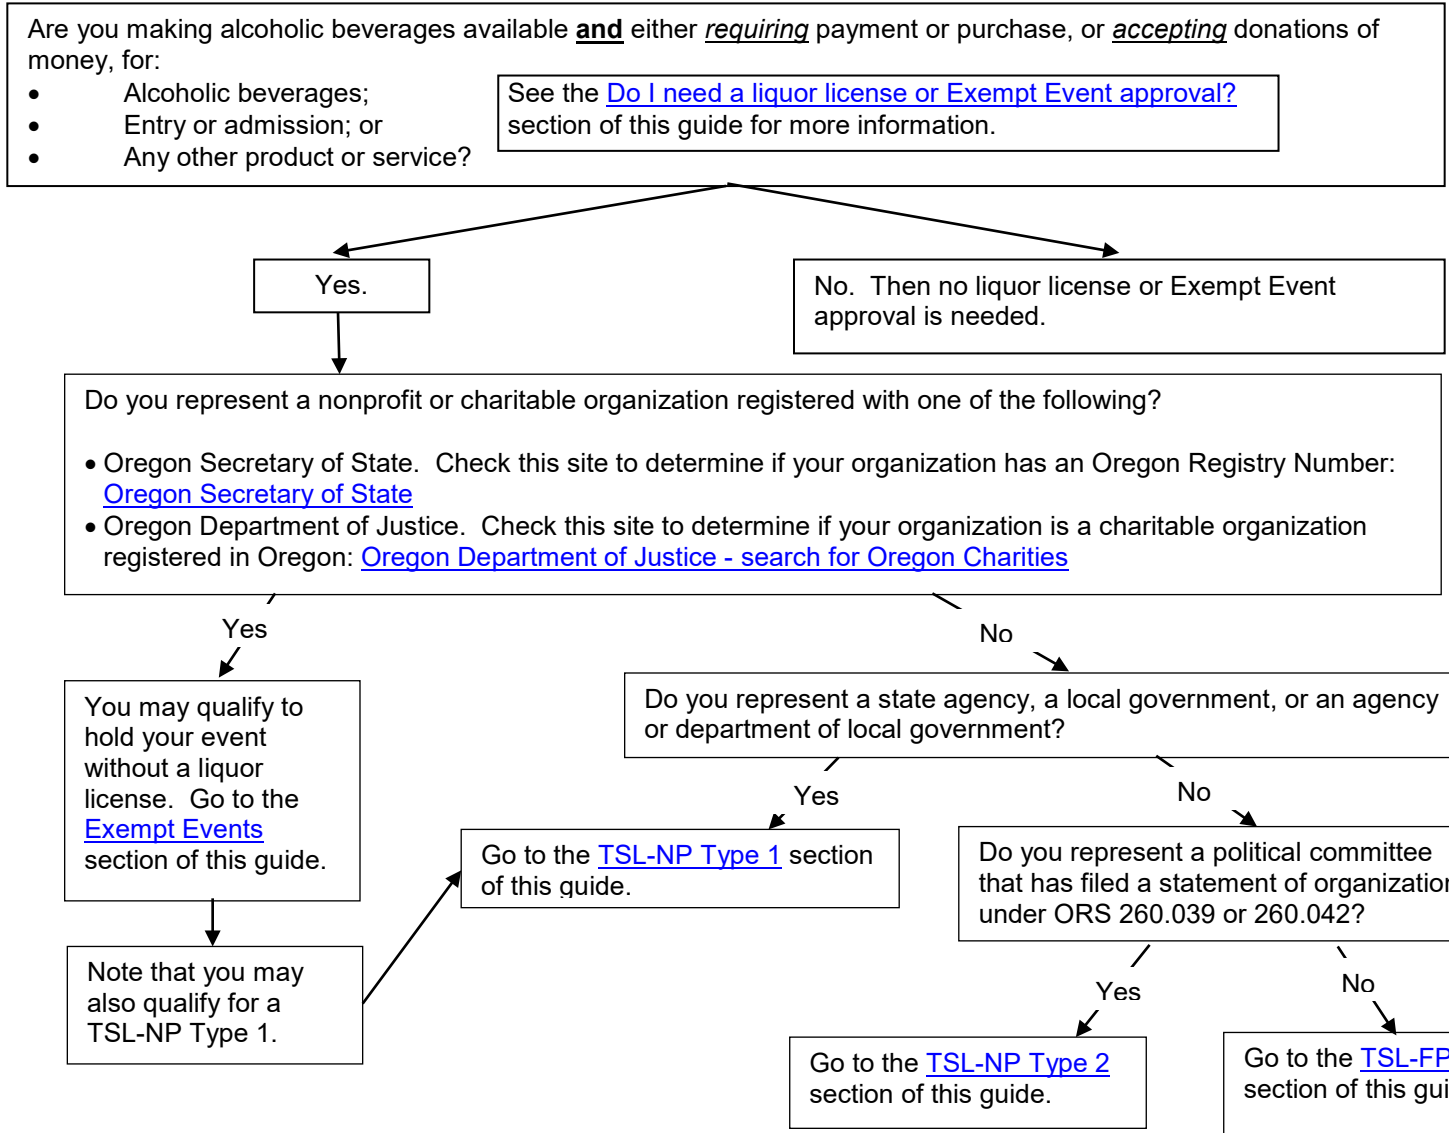 Are you making alcoholic beverages available and either requiring payment or purchase, or accepting donations of
money, for:
• Alcoholic beverages;
• Entry or admission; or
• Any other product or service?
See the Do I need a liquor license or Exempt Event approval?
section of this guide for more information.
Yes.
No. Then no liquor license or Exempt Event
approval is needed.
Do you represent a nonprofit or charitable organization registered with one of the following?
• Oregon Secretary of State. Check this site to determine if your organization has an Oregon Registry Number:
Oregon Secretary of State
• Oregon Department of Justice. Check this site to determine if your organization is a charitable organization
registered in Oregon: Oregon Department of Justice - search for Oregon Charities
Yes
No
You may qualify to
hold your event
without a liquor
license. Go to the
Exempt Events
section of this guide.
Do you represent a state agency, a local government, or an agency
or department of local government?
Yes
No
Go to the TSL-NP Type 1 section
of this guide.
Do you represent a political committee
that has filed a statement of organization
under ORS 260.039 or 260.042?
Note that you may
also qualify for a
TSL-NP Type 1.
Yes
No
Go to the TSL-NP Type 2
section of this guide.
Go to the TSL-FP
section of this gui